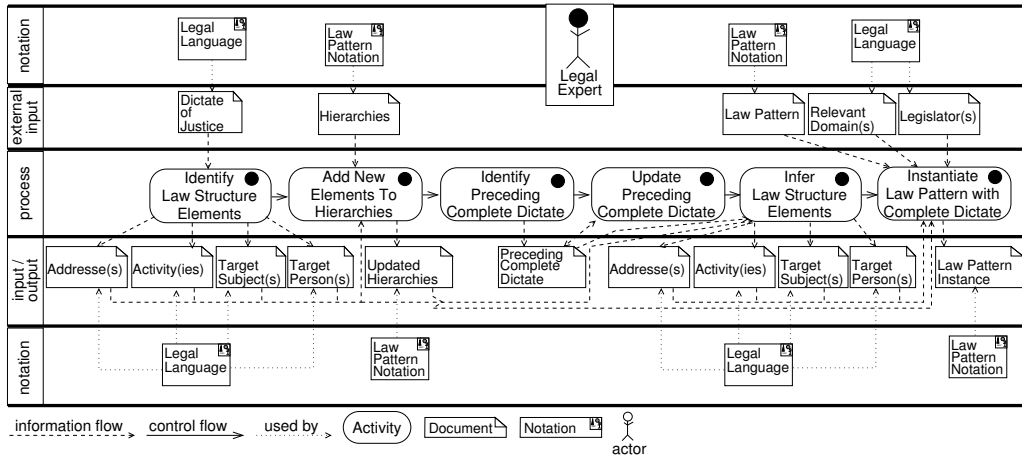 notation
Legal
Language
Law
Pattern
Notation
Legal
Expert
Law
Pattern
Notation
Legal
Language
external
input
Dictate
of
Justice
Hierarchies
Law Pattern
Relevant
Domain(s)
Legislator(s)
process
Identify
Law Structure
Elements
Add New
Elements To
Hierarchies
Identify
Preceding
Complete Dictate
Update
Preceding
Complete Dictate
Infer
Law Structure
Elements
Instantiate
Law Pattern with
Complete Dictate
input /
output
Addresse(s)
Activity(ies)
Target
Subject(s)
Target
Person(s)
Updated
Hierarchies
Preceding
Complete
Dictate
Addresse(s)
Activity(ies)
Target
Subject(s)
Target
Person(s)
Law Pattern
Instance
notation
Legal
Language
Law
Pattern
Notation
Legal
Language
Law
Pattern
Notation
information flow
control flow
used by
Activity
Document
Notation
actor